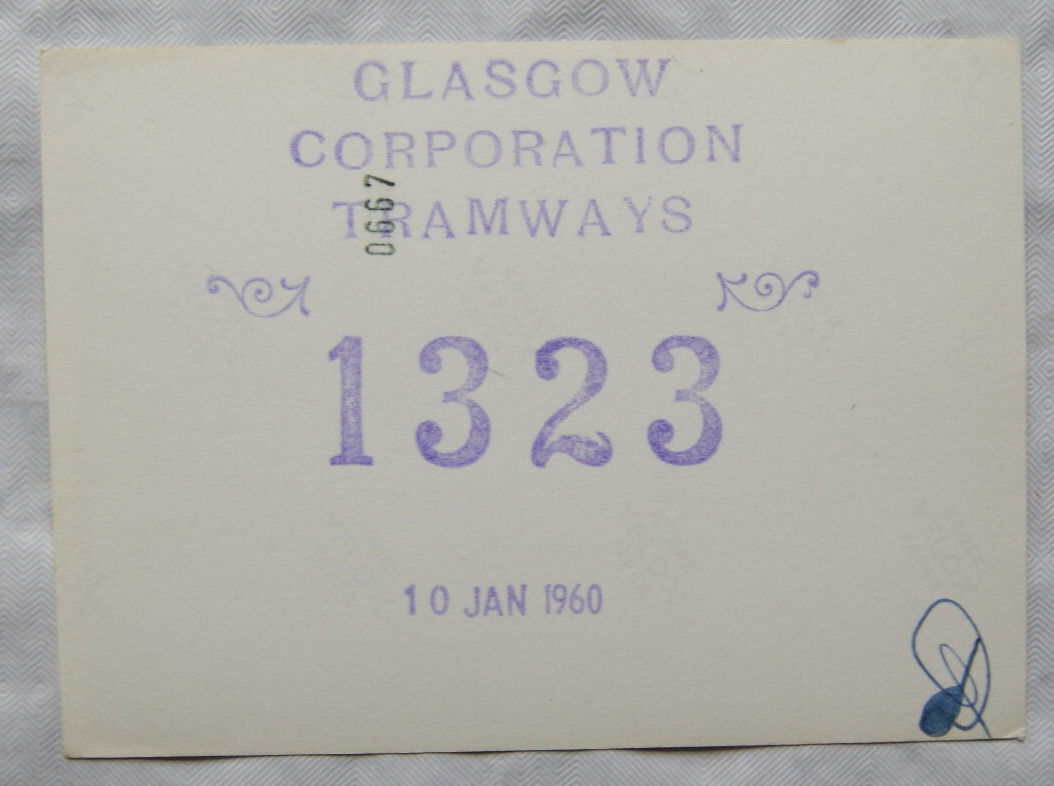 GLASGOW
CORPORATION
TRAMWAYS
0667
1323
10 JAN 1960